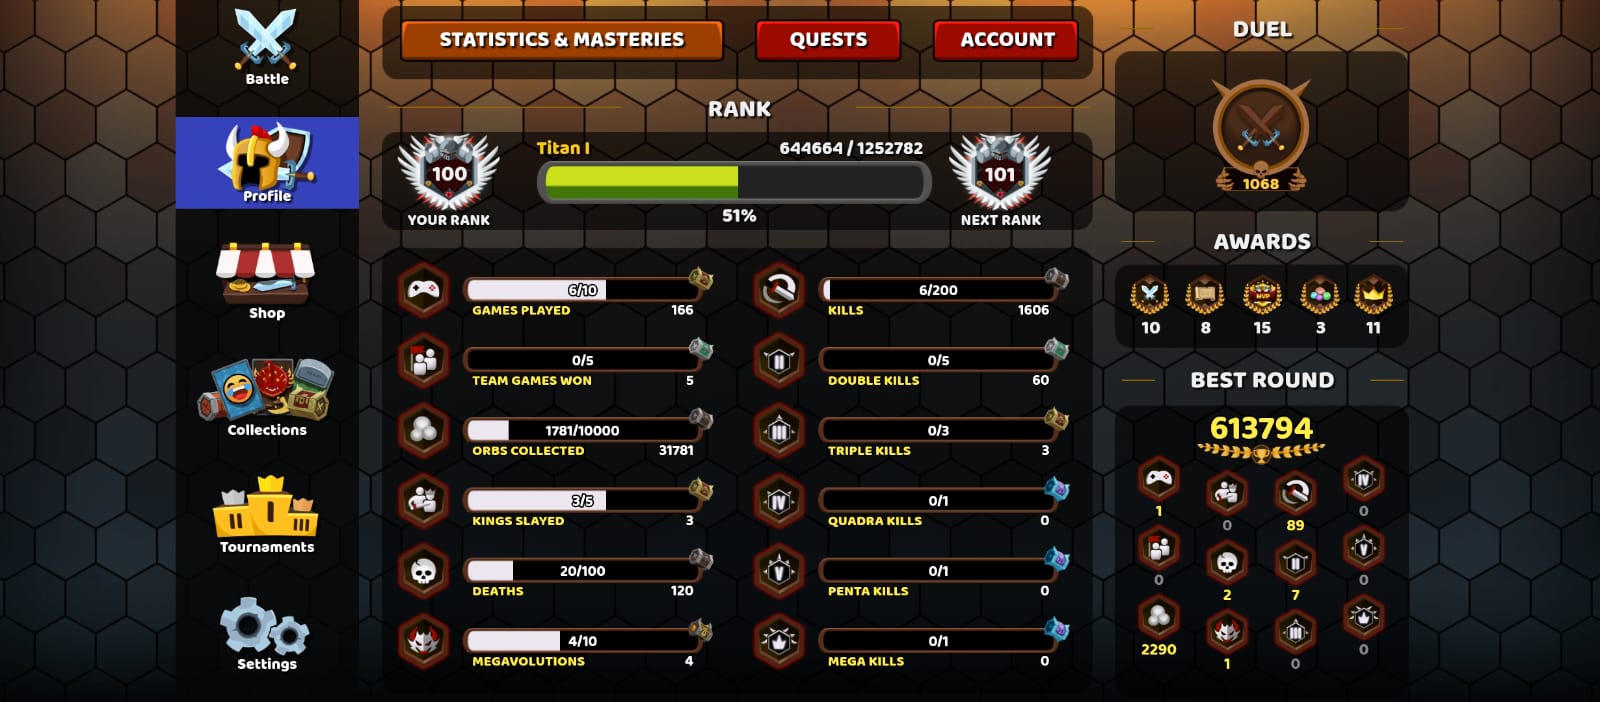 Battle
Profile
Shop
Collections
Tournaments
Settings
STATISTICS & MASTERIES
QUESTS
ACCOUNT
RANK
100
YOUR RANK
Titan I
644664 / 1252782
51%
101
NEXT RANK
6/10
GAMES PLAYED 166
0/5
TEAM GAMES WON 5
1781/10000
ORBS COLLECTED 31781
3/5
KINGS SLAYED 3
20/100
DEATHS 120
4/10
MEGAVOLUTIONS 4
6/200
KILLS 1606
0/5
DOUBLE KILLS 60
0/3
TRIPLE KILLS 3
0/1
QUADRA KILLS 0
0/1
PENTA KILLS 0
0/1
MEGA KILLS 0
DUEL
1068
AWARDS
MVP
10 8 15 3 11
BEST ROUND
613794
1 0 89 0
0 2 7 0
2290 1 0 0